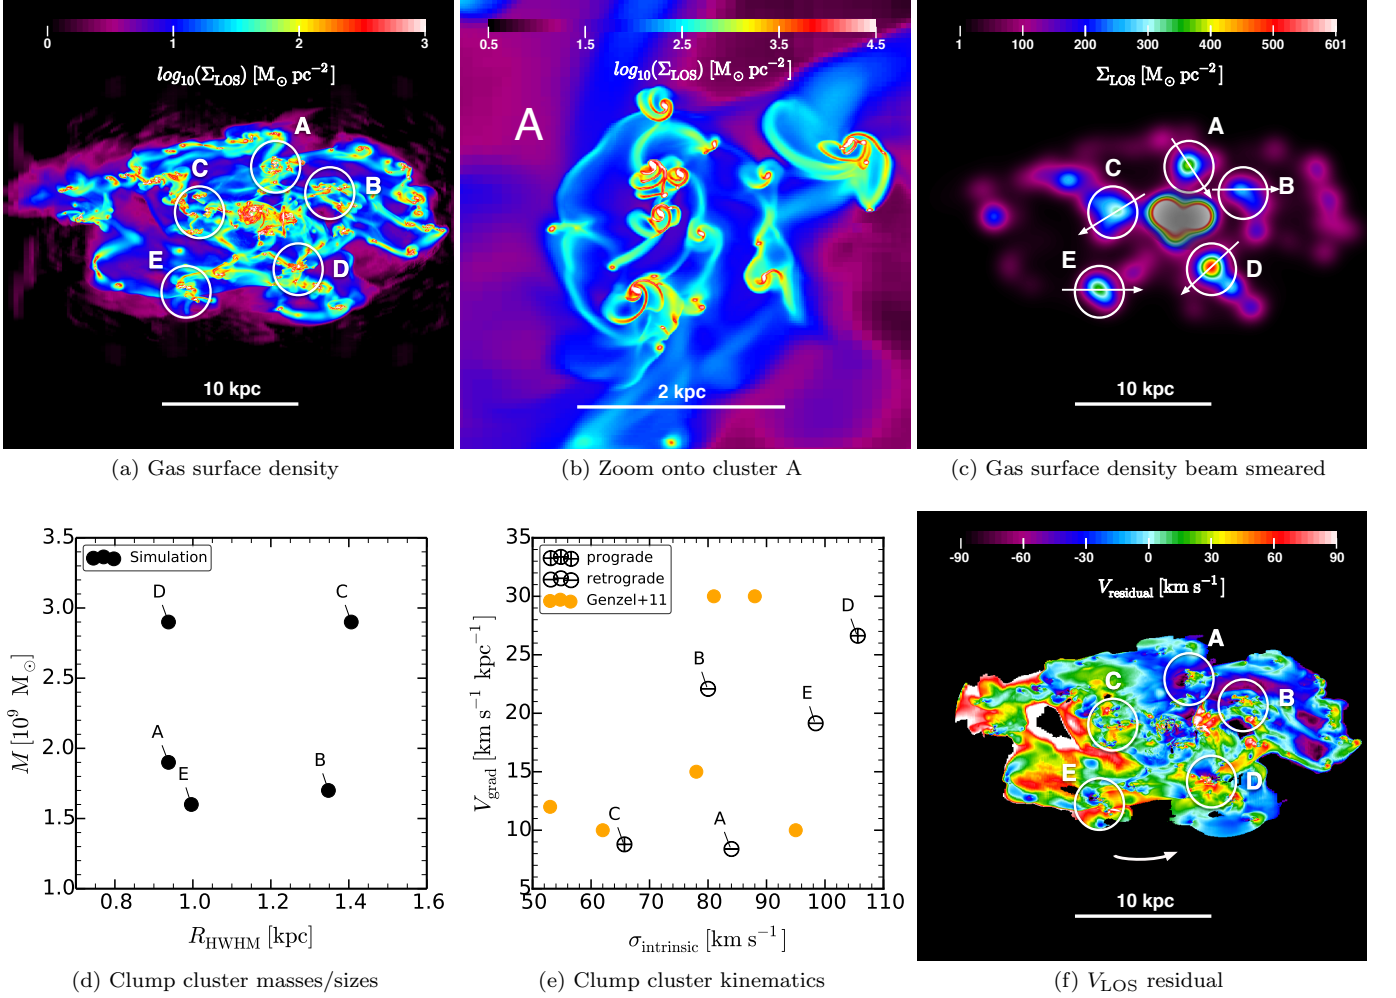 0 1 2 3
log10(ΣLOS) [M⊙ pc−2]
A
C
B
E
D
10 kpc
(a) Gas surface density
0.5 1.5 2.5 3.5 4.5
log10(ΣLOS) [M⊙ pc−2]
A
2 kpc
(b) Zoom onto cluster A
1 100 200 300 400 500 601
ΣLOS [M⊙ pc−2]
A
C
B
E
D
10 kpc
(c) Gas surface density beam smeared
3.5
3.0
2.5
2.0
1.5
1.0
M [10^9 M⊙]
Simulation
D
C
A
E
B
0.8 1.0 1.2 1.4 1.6
RHWHM [kpc]
(d) Clump cluster masses/sizes
35
30
25
20
15
10
5
Vgrad [km s−1 kpc−1]
prograde
retrograde
Genzel+11
D
B
E
C
A
50 60 70 80 90 100 110
σintrinsic [km s−1]
(e) Clump cluster kinematics
-90 -60 -30 0 30 60 90
Vresidual [km s−1]
A
C
B
E
D
10 kpc
(f) VLOS residual